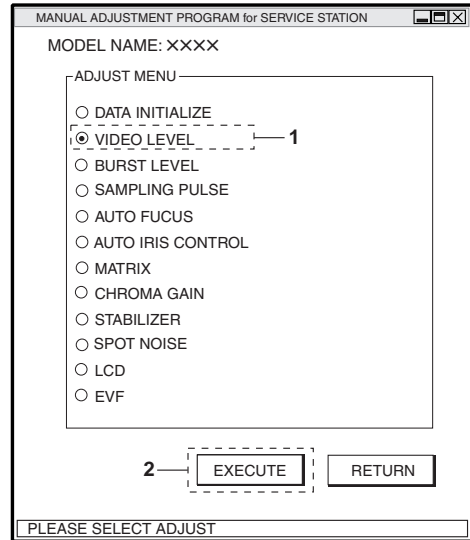 MANUAL ADJUSTMENT PROGRAM for SERVICE STATION
MODEL NAME: XXXX
ADJUST MENU
DATA INITIALIZE
VIDEO LEVEL 1
BURST LEVEL
SAMPLING PULSE
AUTO FUCUS
AUTO IRIS CONTROL
MATRIX
CHROMA GAIN
STABILIZER
SPOT NOISE
LCD
EVF
2 EXECUTE RETURN
PLEASE SELECT ADJUST